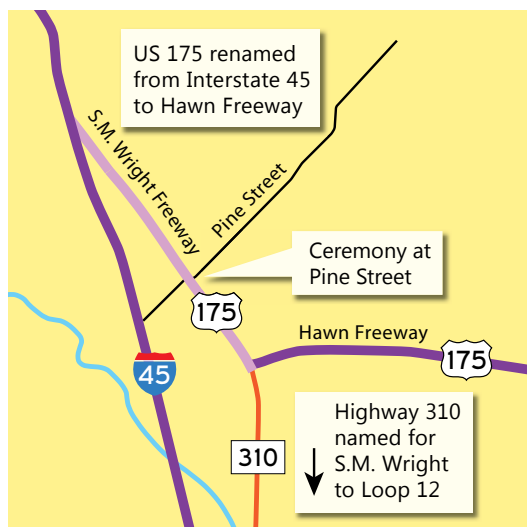 US 175 renamed
from Interstate 45
to Hawn Freeway
S.M. Wright Freeway
Pine Street
Ceremony at
Pine Street
175
Hawn Freeway
175
45
310
Highway 310
named for
S.M. Wright
to Loop 12